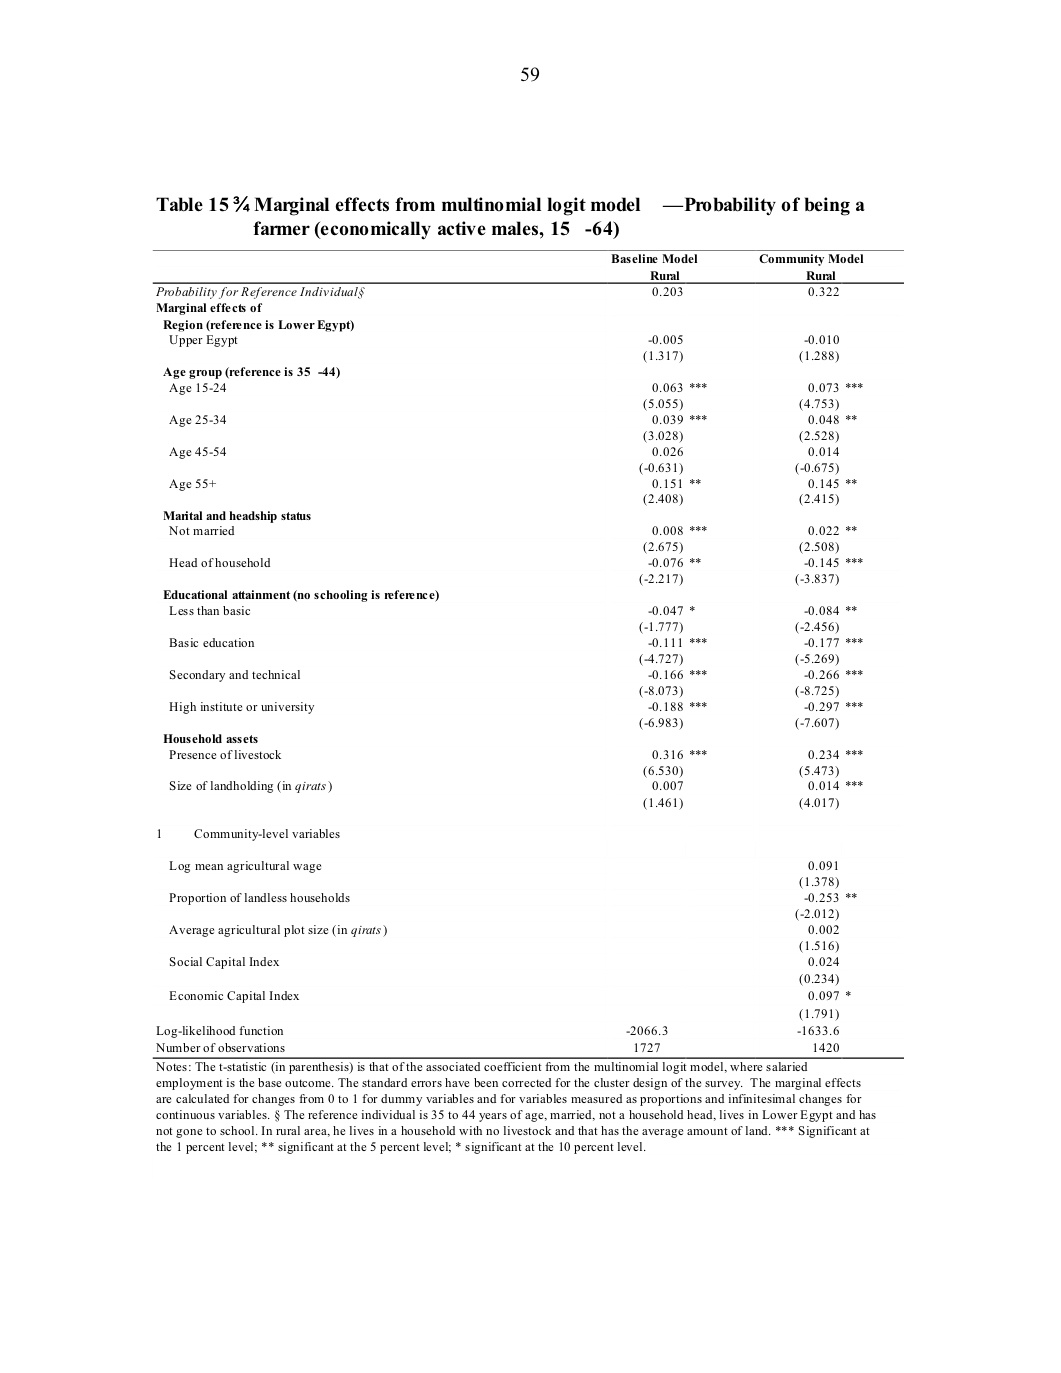 59
Table 15 ¾ Marginal effects from multinomial logit model —Probability of being a
farmer (economically active males, 15 -64)
Baseline Model Community Model
Rural Rural
Probability for Reference Individual§ 0.203 0.322
Marginal effects of
Region (reference is Lower Egypt)
Upper Egypt -0.005 -0.010
(1.317) (1.288)
Age group (reference is 35 -44)
Age 15-24 0.063 *** 0.073 ***
(5.055) (4.753)
Age 25-34 0.039 *** 0.048 **
(3.028) (2.528)
Age 45-54 0.026 0.014
(-0.631) (-0.675)
Age 55+ 0.151 ** 0.145 **
(2.408) (2.415)
Marital and headship status
Not married 0.008 *** 0.022 **
(2.675) (2.508)
Head of household -0.076 ** -0.145 ***
(-2.217) (-3.837)
Educational attainment (no schooling is reference)
Less than basic -0.047 * -0.084 **
(-1.777) (-2.456)
Basic education -0.111 *** -0.177 ***
(-4.727) (-5.269)
Secondary and technical -0.166 *** -0.266 ***
(-8.073) (-8.725)
High institute or university -0.188 *** -0.297 ***
(-6.983) (-7.607)
Household assets
Presence of livestock 0.316 *** 0.234 ***
(6.530) (5.473)
Size of landholding (in qirats) 0.007 0.014 ***
(1.461) (4.017)
1 Community-level variables
Log mean agricultural wage 0.091
(1.378)
Proportion of landless households -0.253 **
(-2.012)
Average agricultural plot size (in qirats) 0.002
(1.516)
Social Capital Index 0.024
(0.234)
Economic Capital Index 0.097 *
(1.791)
Log-likelihood function -2066.3 -1633.6
Number of observations 1727 1420
Notes: The t-statistic (in parenthesis) is that of the associated coefficient from the multinomial logit model, where salaried
employment is the base outcome. The standard errors have been corrected for the cluster design of the survey. The marginal effects
are calculated for changes from 0 to 1 for dummy variables and for variables measured as proportions and infinitesimal changes for
continuous variables. § The reference individual is 35 to 44 years of age, married, not a household head, lives in Lower Egypt and has
not gone to school. In rural area, he lives in a household with no livestock and that has the average amount of land. *** Significant at
the 1 percent level; ** significant at the 5 percent level; * significant at the 10 percent level.